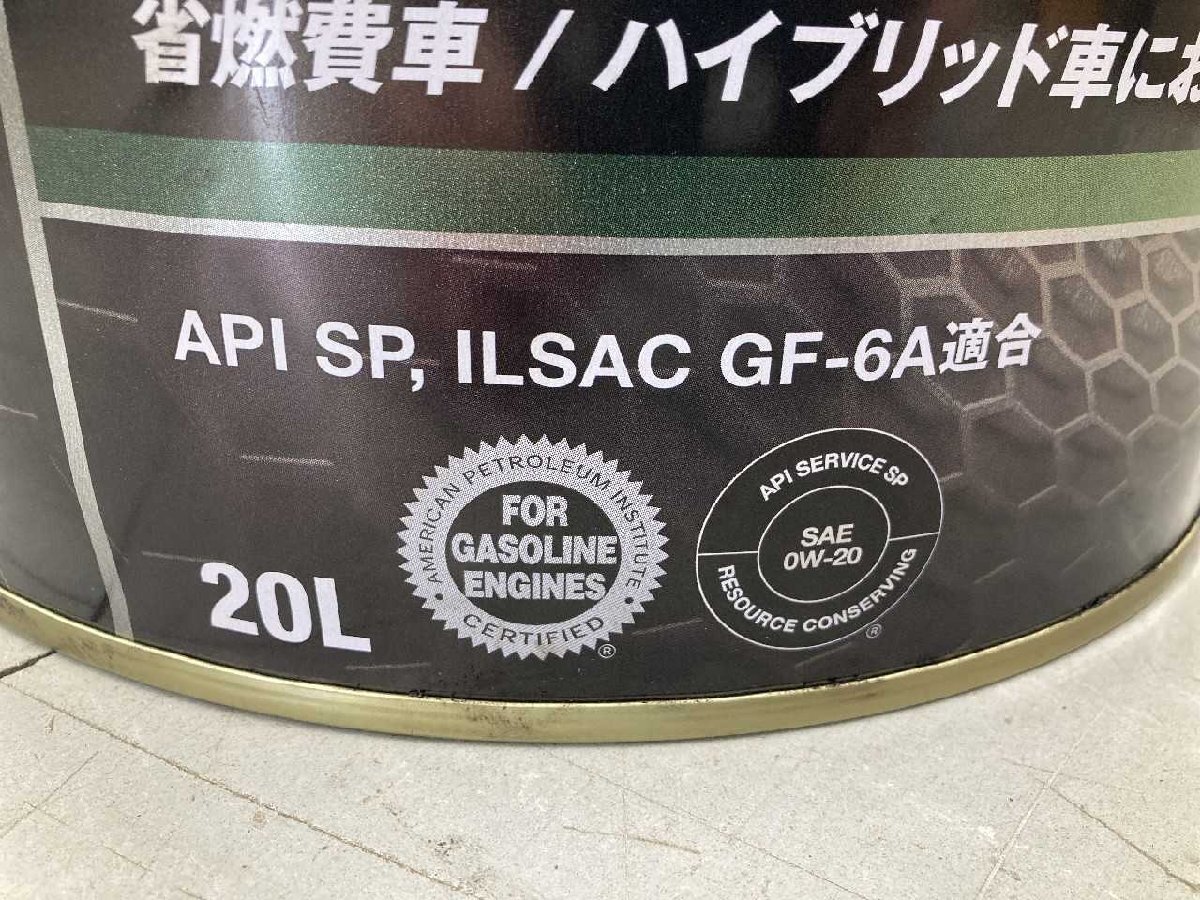 省燃費車 / ハイブリッド車にお
API SP, ILSAC GF-6A適合
20L
AMERICAN PETROLEUM INSTITUTE
FOR
GASOLINE
ENGINES
CERTIFIED
®
API SERVICE SP
SAE
0W-20
RESOURCE CONSERVING
®